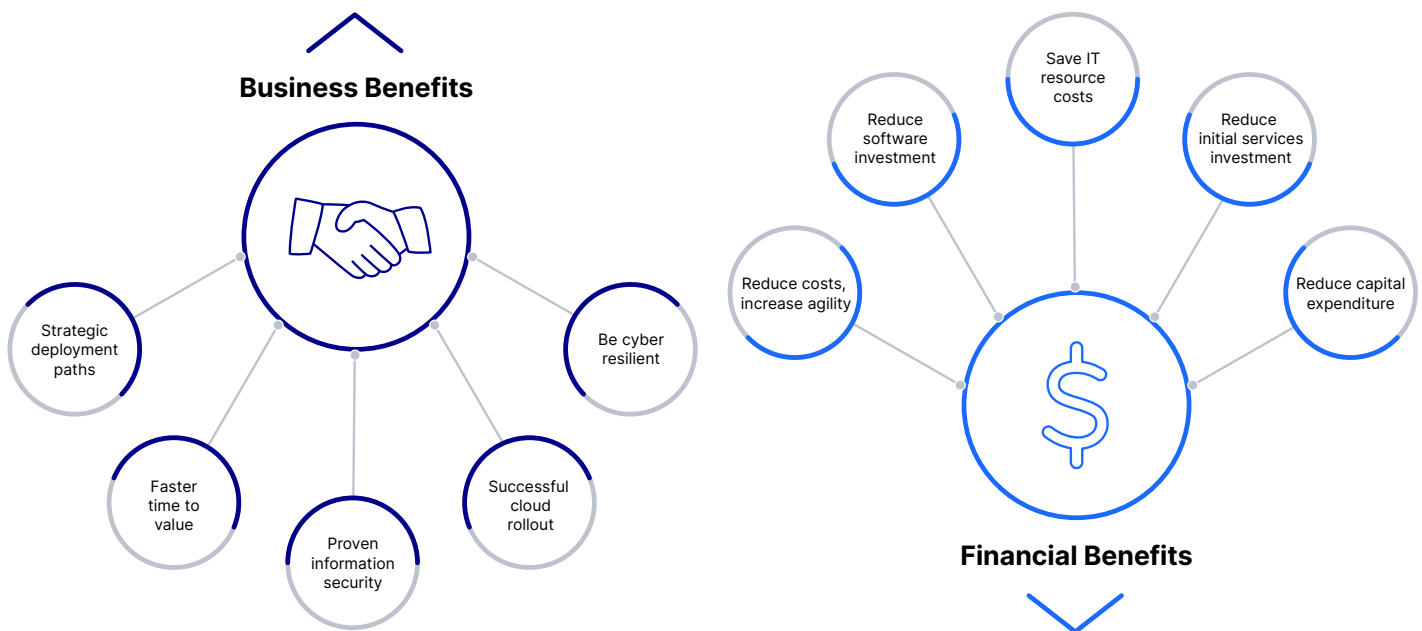 Business Benefits
Strategic
deployment
paths
Faster
time to
value
Proven
information
security
Successful
cloud
rollout
Be cyber
resilient
Reduce costs,
increase agility
Reduce
software
investment
Save IT
resource
costs
Reduce
initial services
investment
Reduce capital
expenditure
$
Financial Benefits